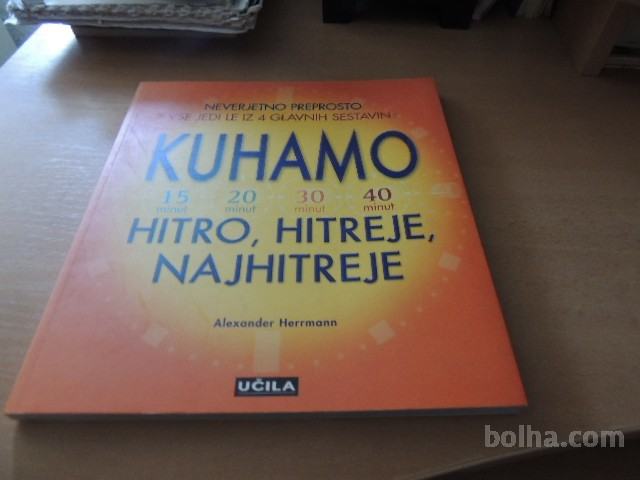 NEVERJETNO PREPROSTO
VSE JEDI LE IZ 4 GLAVNIH SESTAVIN
KUHAMO
15 20 30 40
minut minut minut minut
HITRO, HITREJE,
NAJHITREJE
Alexander Herrmann
UČILA
bolha.com